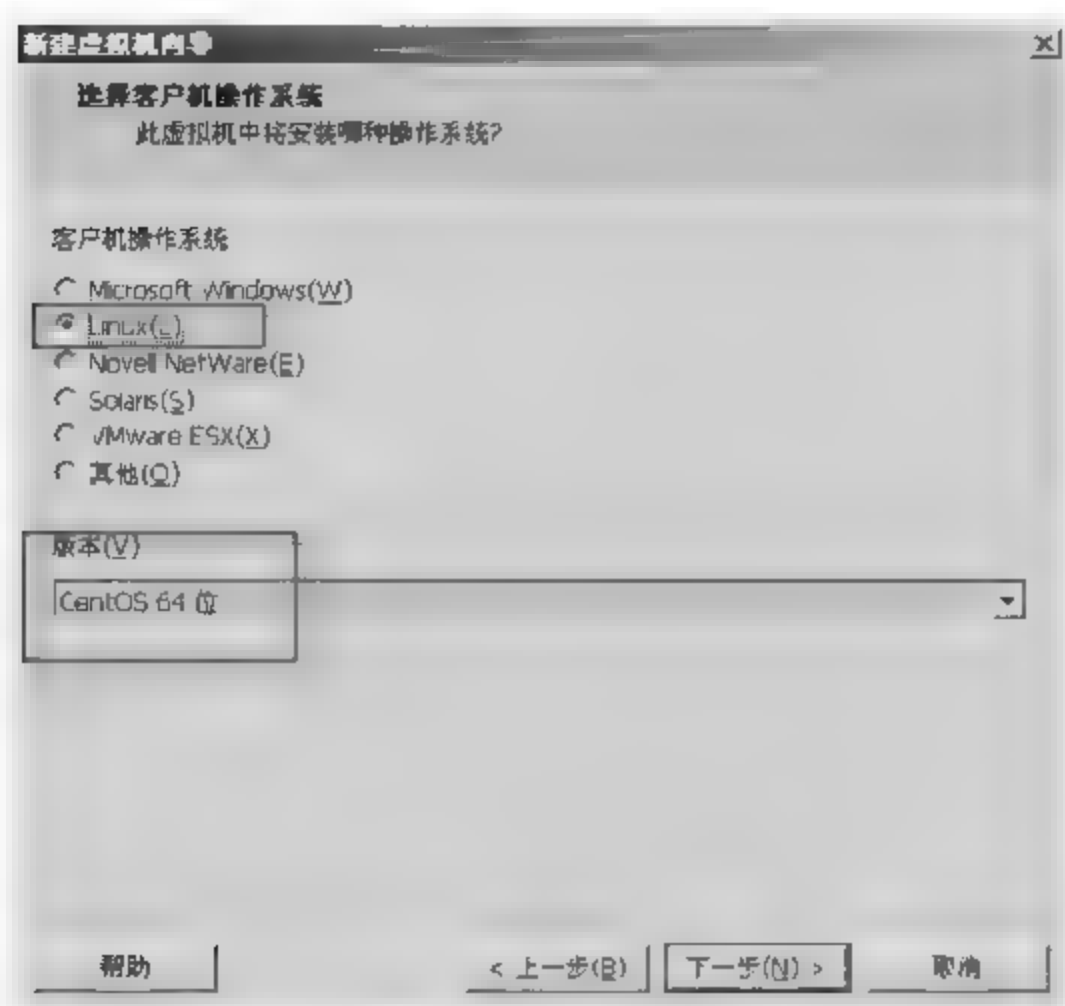 新建虚拟机向导
选择客户机操作系统
此虚拟机中将安装哪种操作系统?
客户机操作系统
Microsoft Windows(W)
Linux(L)
Novell NetWare(E)
Solaris(S)
VMware ESX(X)
其他(O)
版本(V)
CentOS 64 位
帮助
< 上一步(B)
下一步(N) >
取消